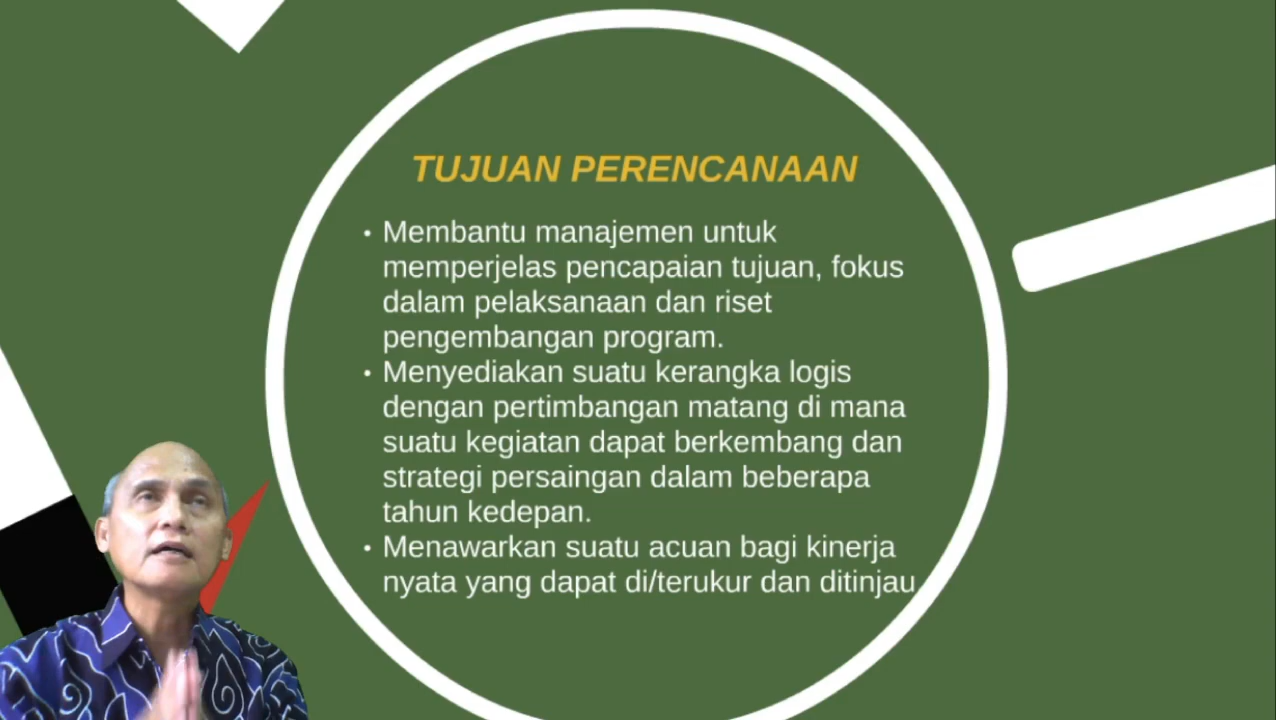 TUJUAN PERENCANAAN
• Membantu manajemen untuk
memperjelas pencapaian tujuan, fokus
dalam pelaksanaan dan riset
pengembangan program.
• Menyediakan suatu kerangka logis
dengan pertimbangan matang di mana
suatu kegiatan dapat berkembang dan
strategi persaingan dalam beberapa
tahun kedepan.
• Menawarkan suatu acuan bagi kinerja
nyata yang dapat di/terukur dan ditinjau.